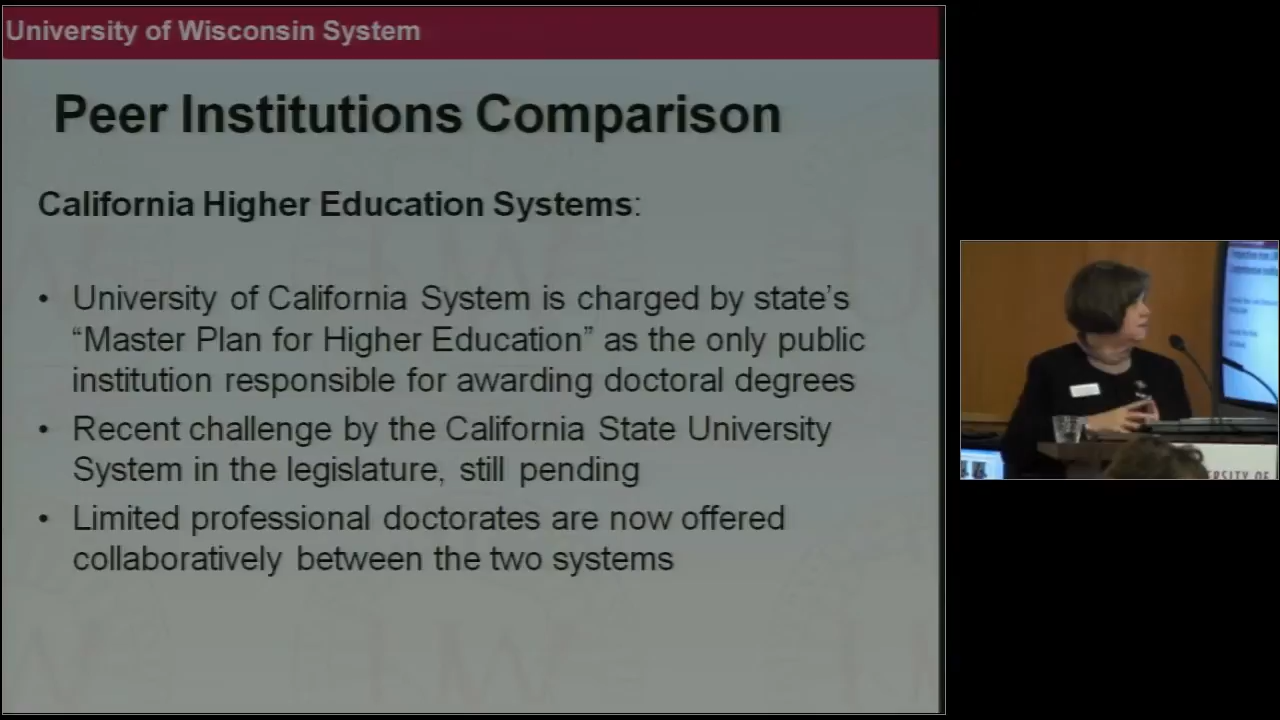 University of Wisconsin System
Peer Institutions Comparison
California Higher Education Systems:
• University of California System is charged by state's
“Master Plan for Higher Education” as the only public
institution responsible for awarding doctoral degrees
• Recent challenge by the California State University
System in the legislature, still pending
• Limited professional doctorates are now offered
collaboratively between the two systems